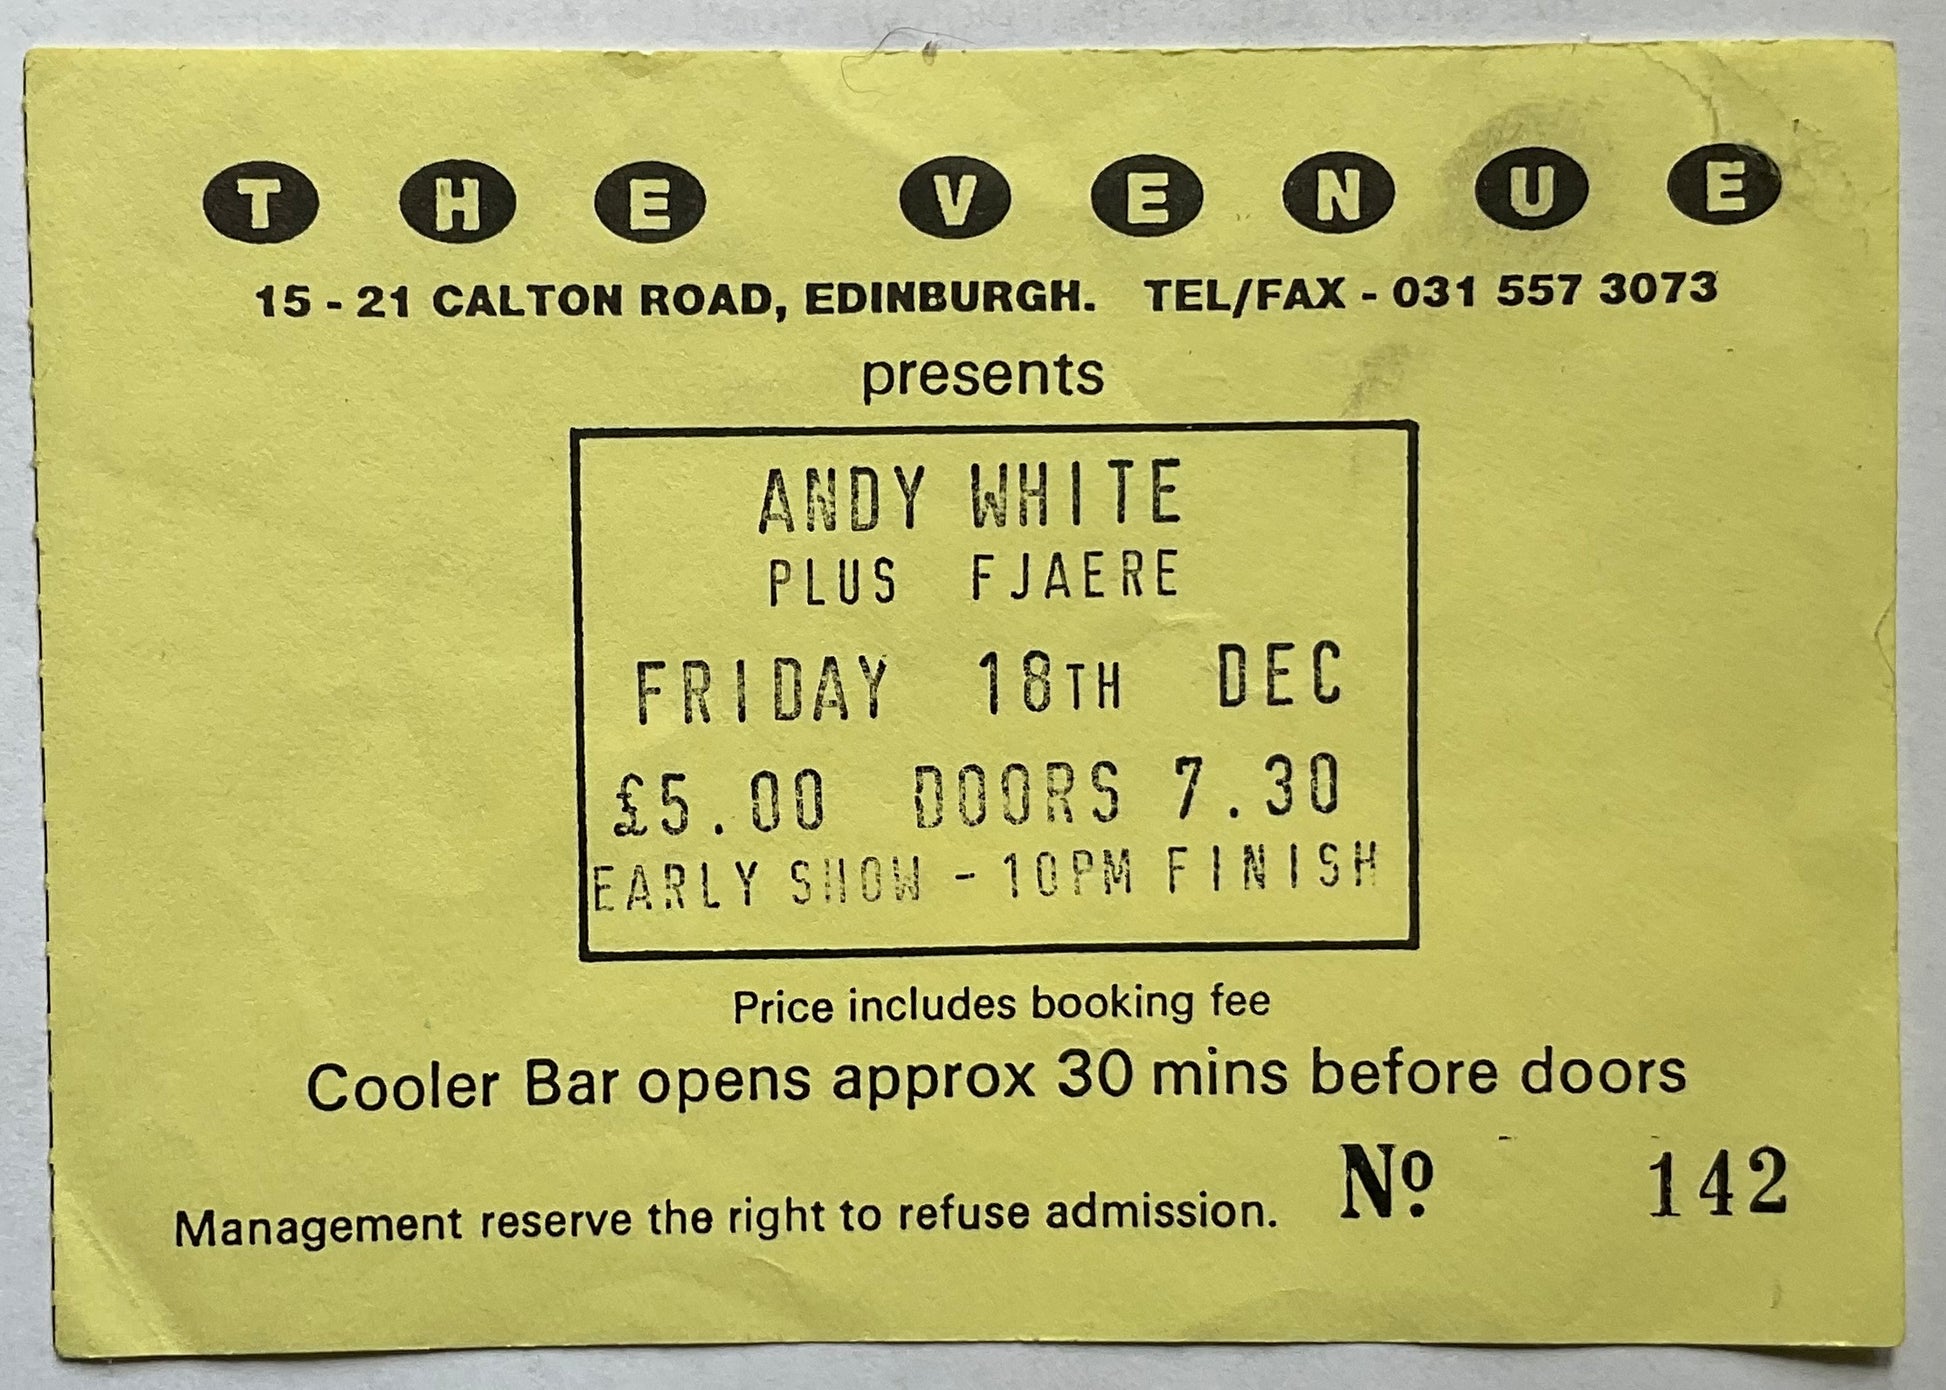 THE VENUE
15 - 21 CALTON ROAD, EDINBURGH. TEL/FAX - 031 557 3073
presents
ANDY WHITE
PLUS FJAERE
FRIDAY 18TH DEC
£5.00 DOORS 7.30
EARLY SHOW - 10PM FINISH
Price includes booking fee
Cooler Bar opens approx 30 mins before doors
Management reserve the right to refuse admission. Nº 142